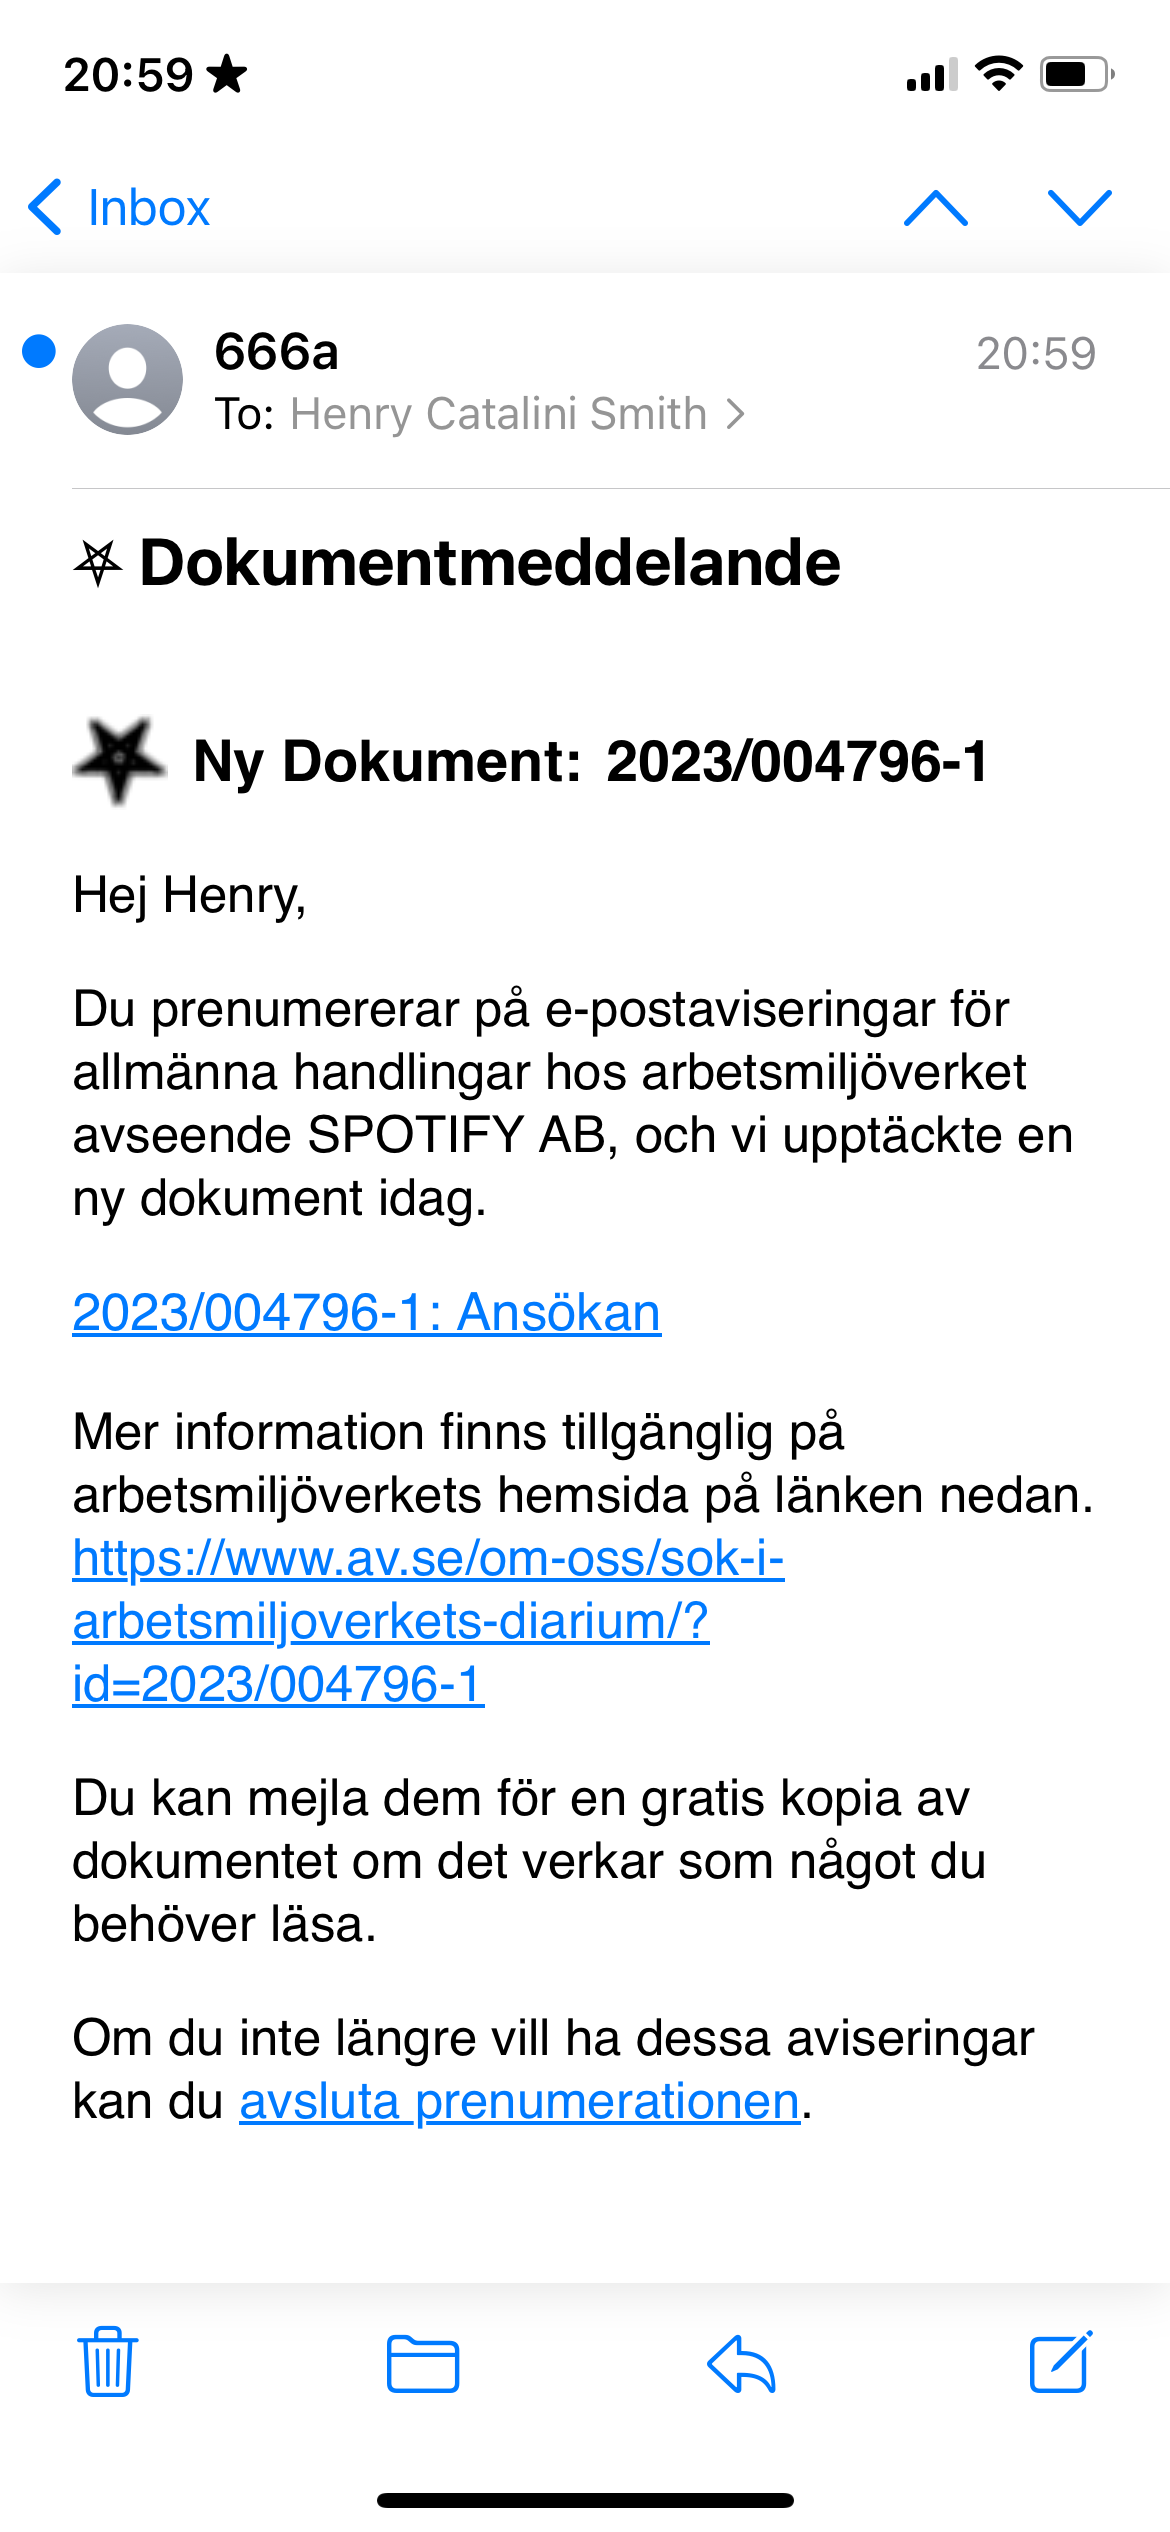 20:59
Inbox
666a
20:59
To: Henry Catalini Smith
Dokumentmeddelande
Ny Dokument: 2023/004796-1
Hej Henry,
Du prenumererar på e-postaviseringar för
allmänna handlingar hos arbetsmiljöverket
avseende SPOTIFY AB, och vi upptäckte en
ny dokument idag.
2023/004796-1: Ansökan
Mer information finns tillgänglig på
arbetsmiljöverkets hemsida på länken nedan.
https://www.av.se/om-oss/sok-i-
arbetsmiljoverkets-diarium/?
id=2023/004796-1
Du kan mejla dem för en gratis kopia av
dokumentet om det verkar som något du
behöver läsa.
Om du inte längre vill ha dessa aviseringar
kan du avsluta prenumerationen.